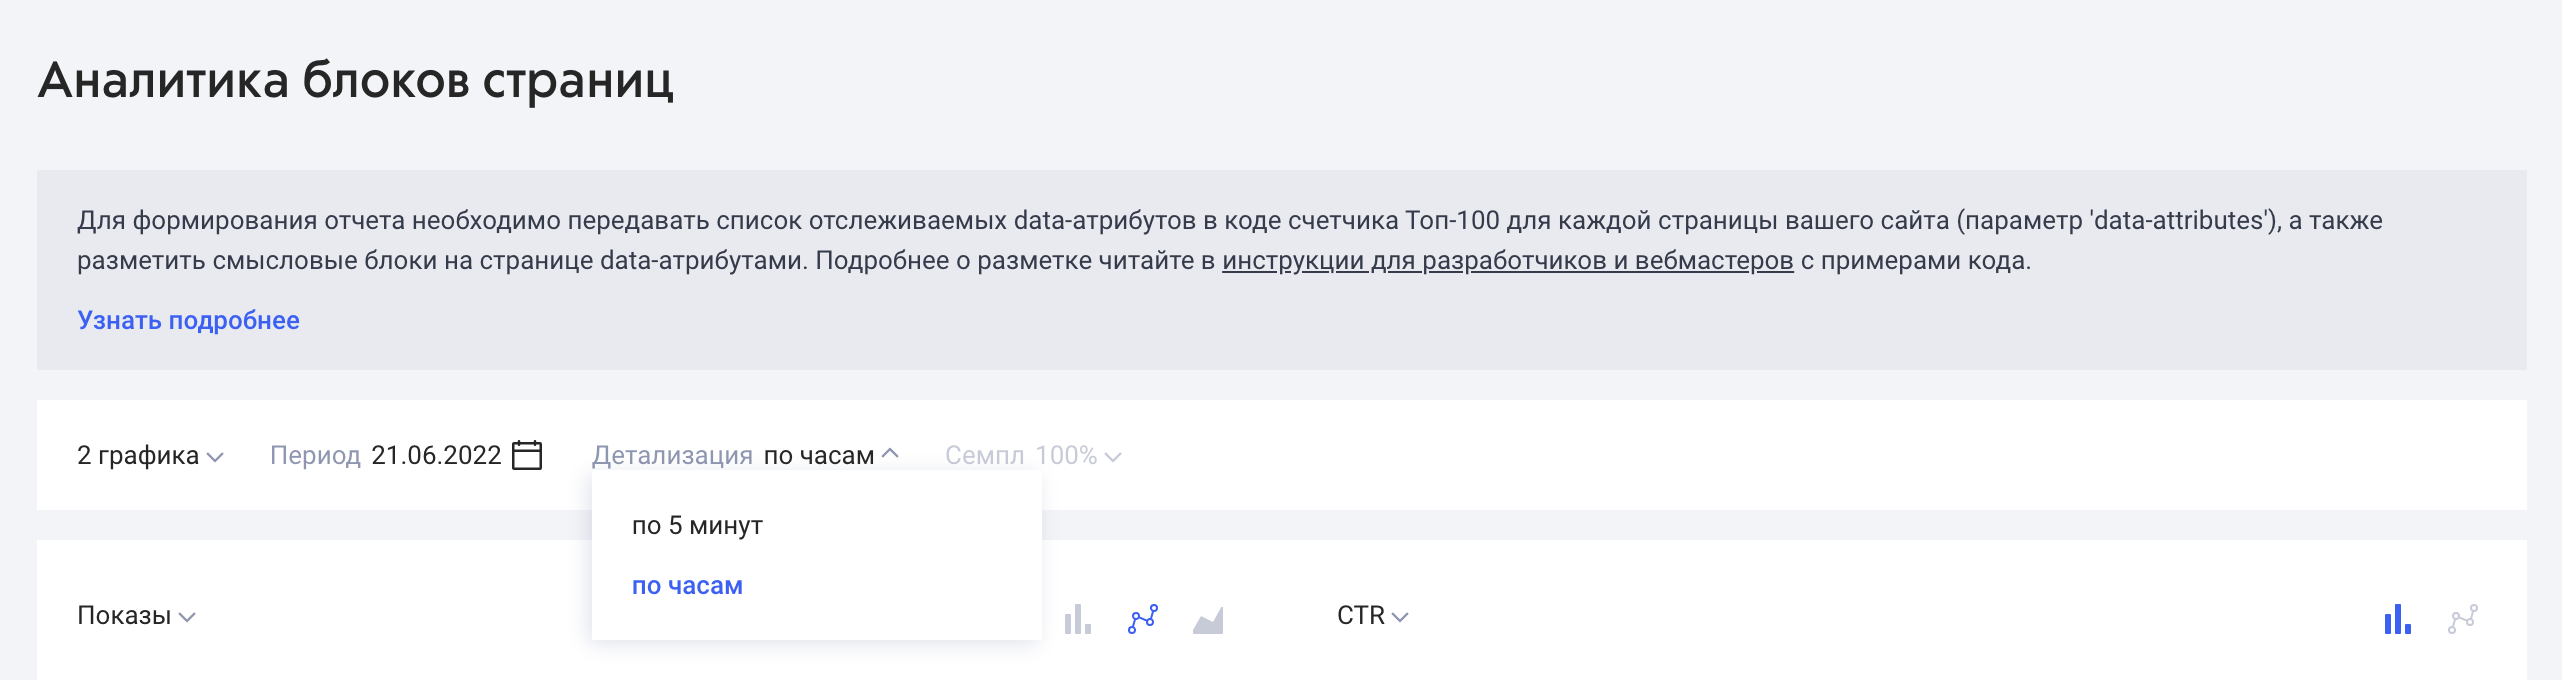 Аналитика блоков страниц
Для формирования отчета необходимо передавать список отслеживаемых data-атрибутов в коде счетчика Топ-100 для каждой страницы вашего сайта (параметр 'data-attributes'), а также
разметить смысловые блоки на странице data-атрибутами. Подробнее о разметке читайте в инструкции для разработчиков и вебмастеров с примерами кода.
Узнать подробнее
2 графика Период 21.06.2022 Детализация по часам Семпл 100%
по 5 минут
по часам
Показы CTR